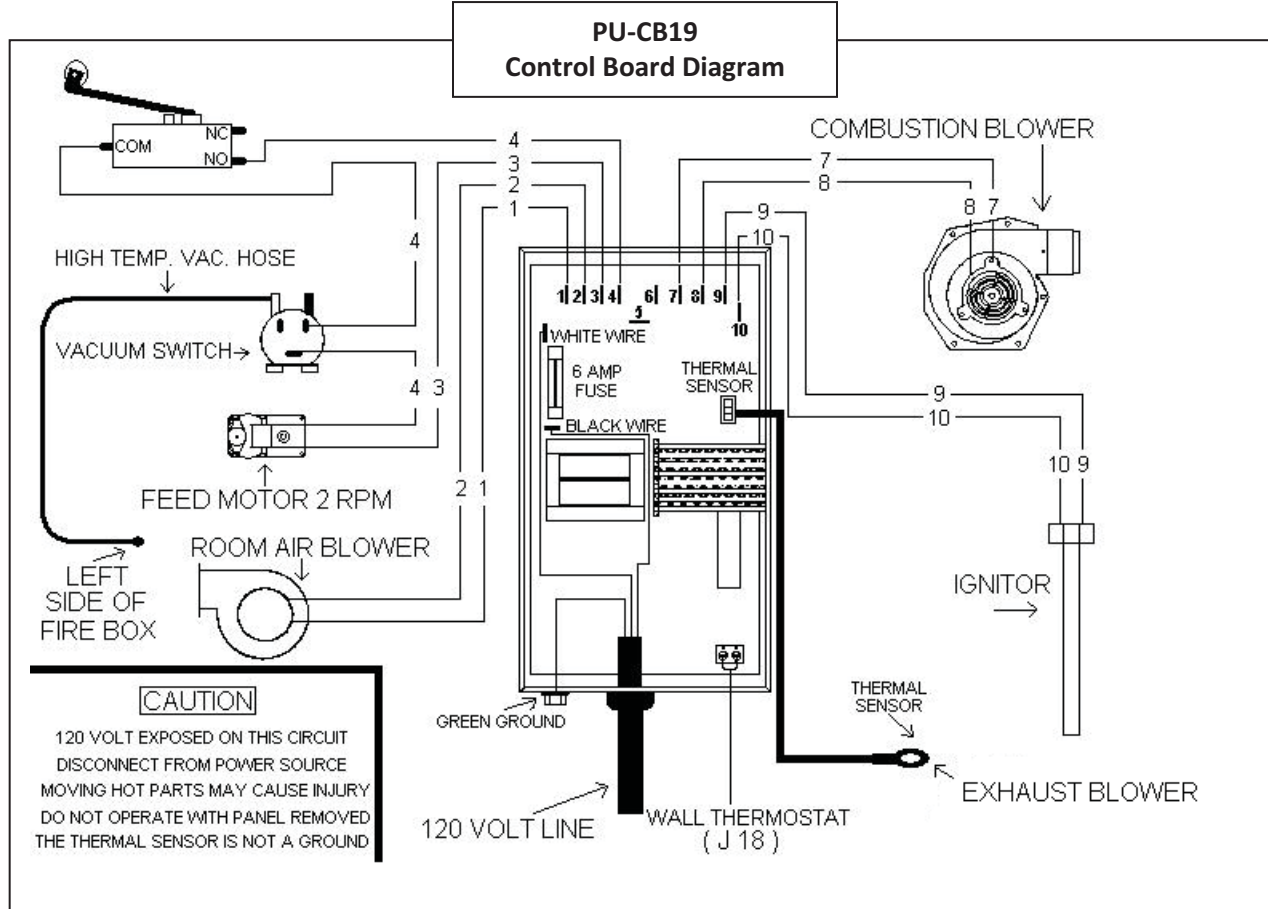 PU-CB19
Control Board Diagram
NC
COM
NO
4
3
2
1
7
8
9
10
COMBUSTION BLOWER
8 7
4
HIGH TEMP. VAC. HOSE
VACUUM SWITCH
1 2 3 4 5 6 7 8 9
10
WHITE WIRE
6 AMP
FUSE
BLACK WIRE
THERMAL
SENSOR
4 3
9
10
10 9
FEED MOTOR 2 RPM
2 1
ROOM AIR BLOWER
LEFT
SIDE OF
FIRE BOX
IGNITOR
CAUTION
120 VOLT EXPOSED ON THIS CIRCUIT
DISCONNECT FROM POWER SOURCE
MOVING HOT PARTS MAY CAUSE INJURY
DO NOT OPERATE WITH PANEL REMOVED
THE THERMAL SENSOR IS NOT A GROUND
GREEN GROUND
120 VOLT LINE
WALL THERMOSTAT
( J 18 )
THERMAL
SENSOR
EXHAUST BLOWER